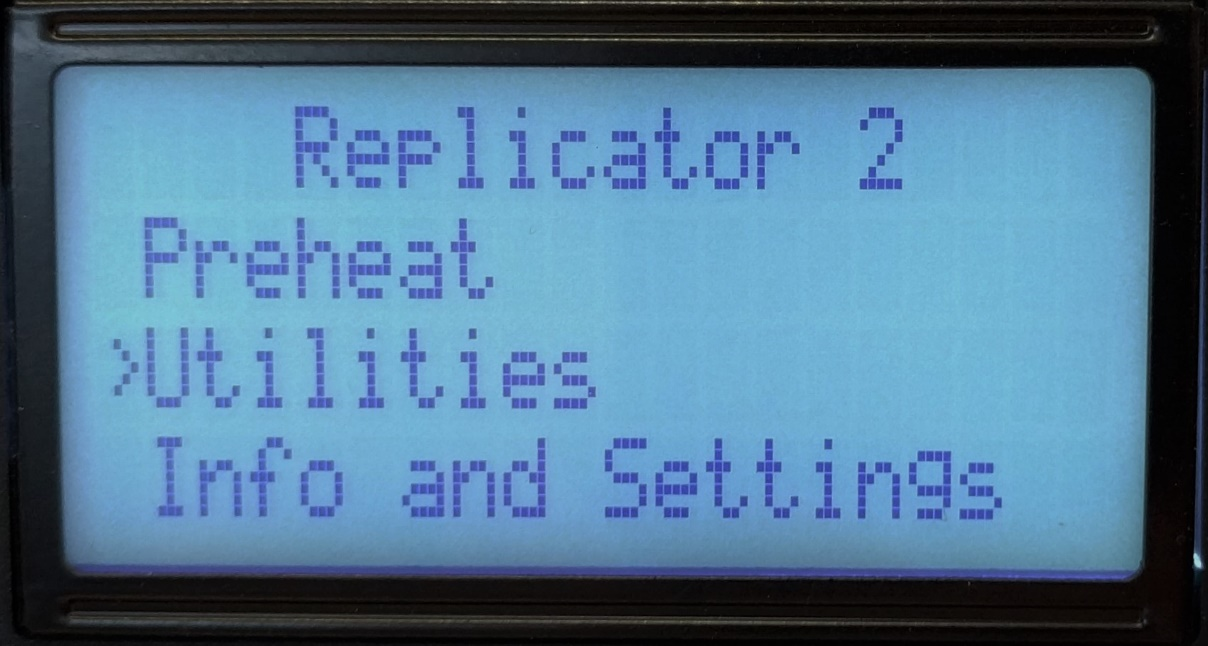 Replicator 2
Preheat
>Utilities
Info and Settings